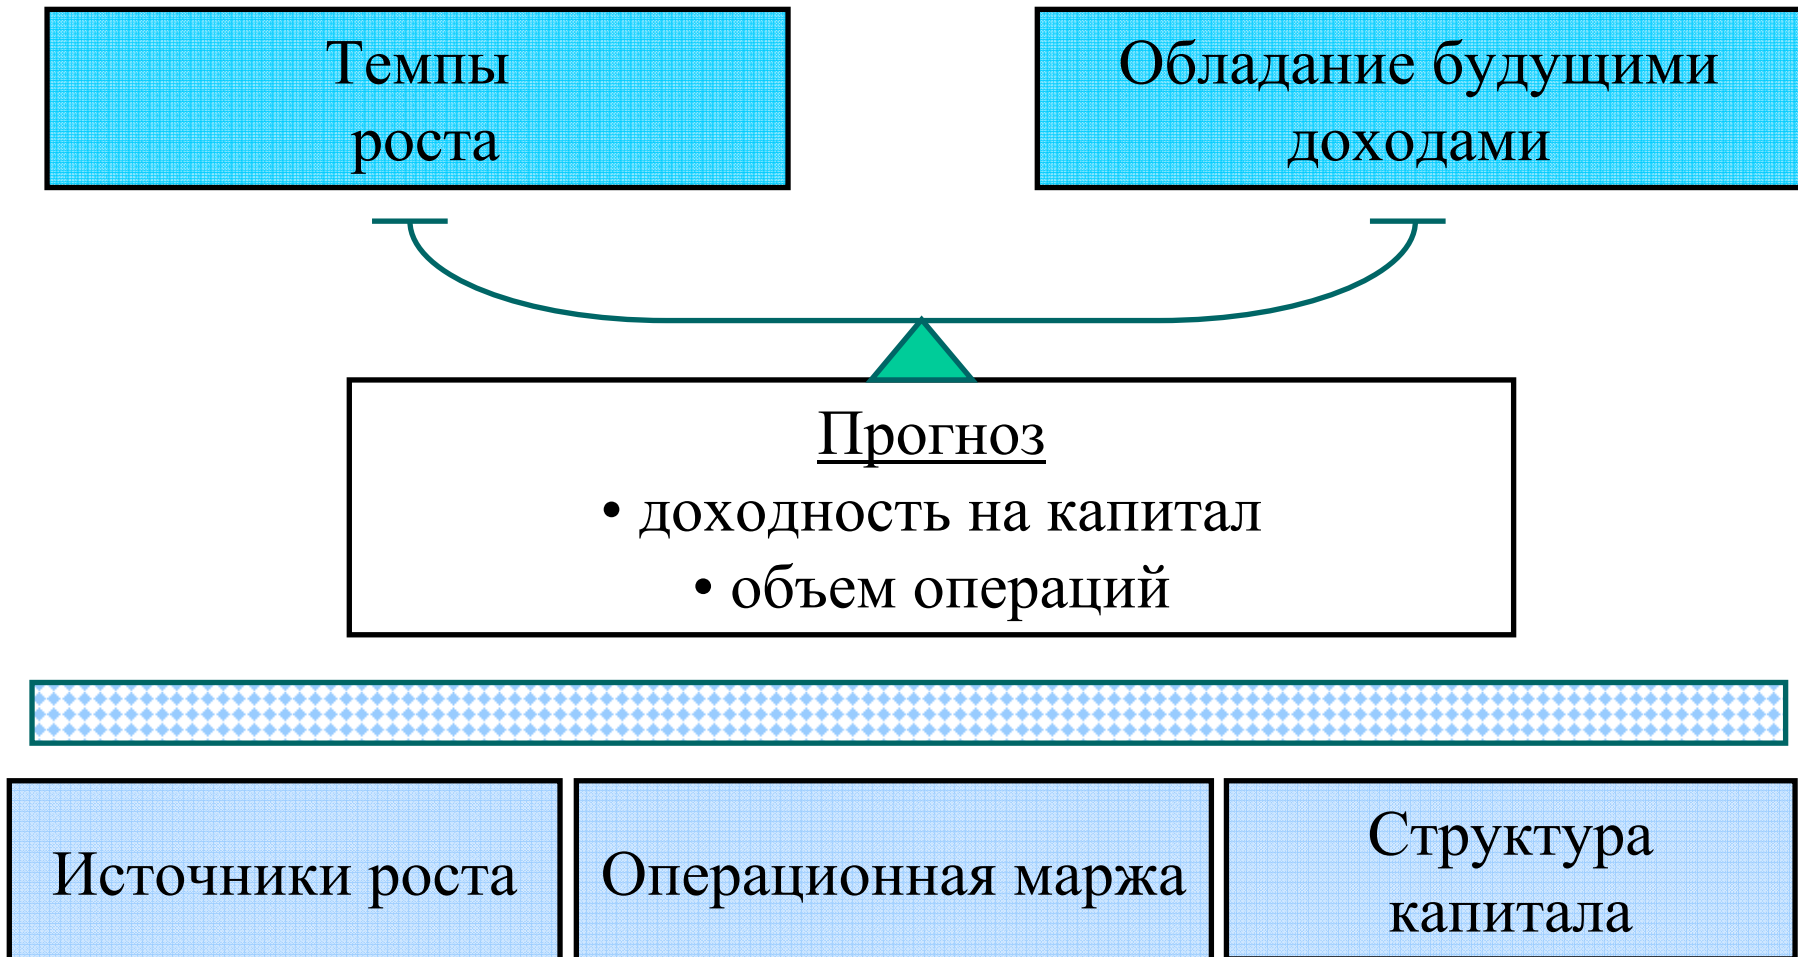 Темпы
роста
Обладание будущими
доходами
Прогноз
• доходность на капитал
• объем операций
Источники роста
Операционная маржа
Структура
капитала